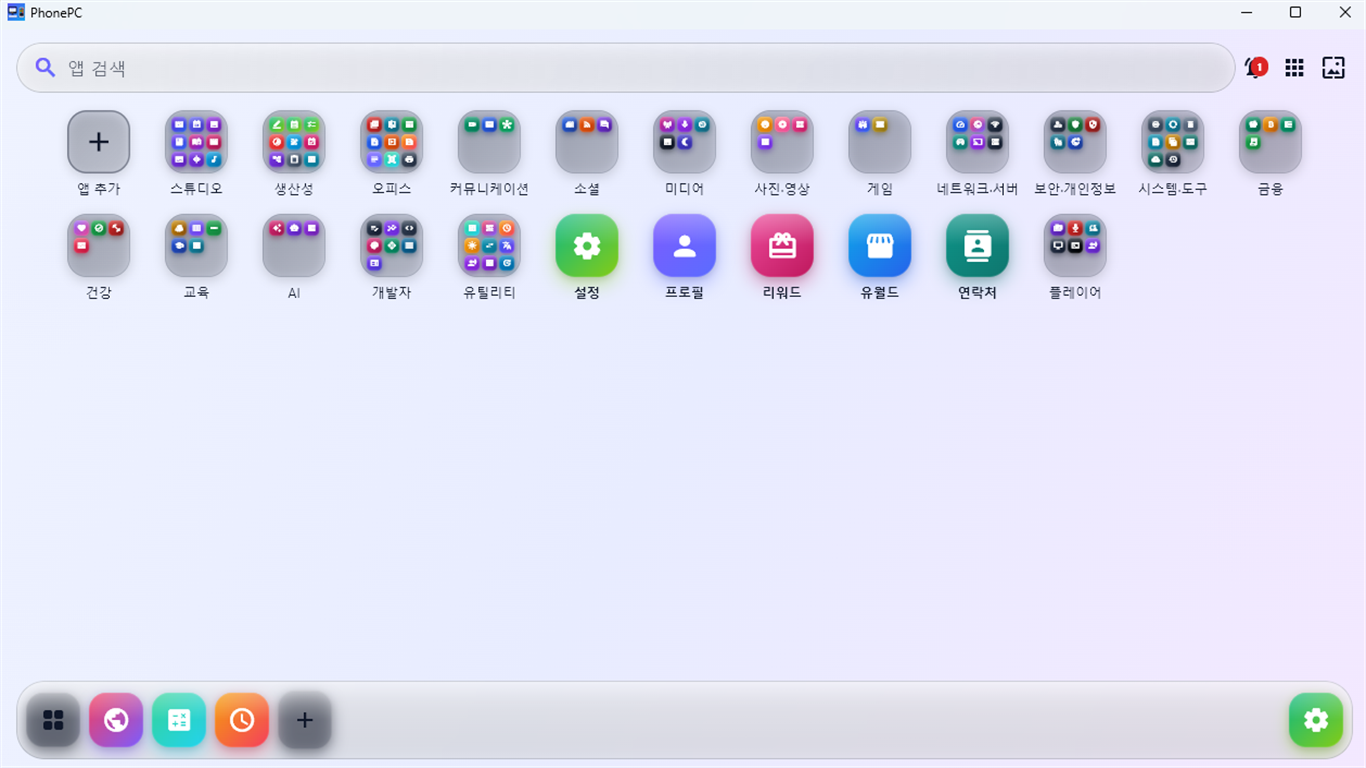 PhonePC
앱 검색
1
앱 추가 스튜디오 생산성 오피스 커뮤니케이션 소셜 미디어 사진·영상 게임 네트워크·서버 보안·개인정보 시스템·도구 금융
건강 교육 AI 개발자 유틸리티 설정 프로필 리워드 유월드 연락처 플레이어